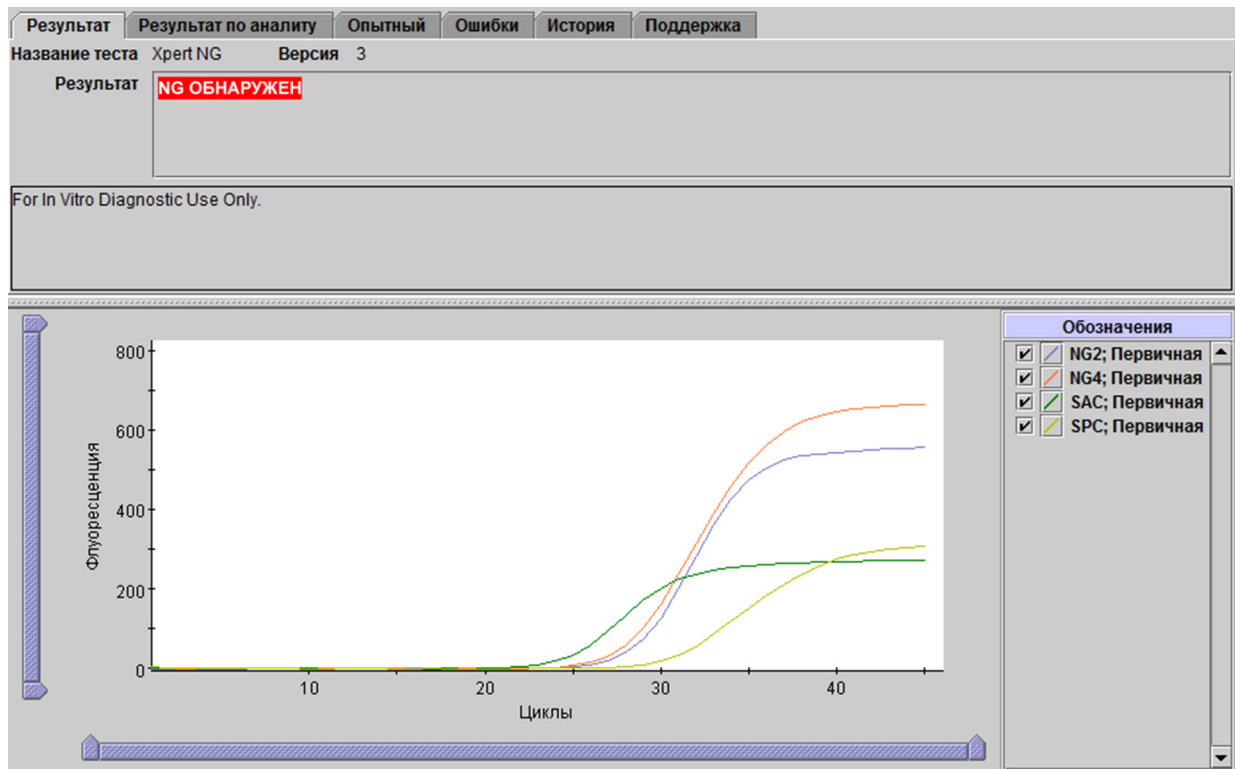 Результат Результат по аналиту Опытный Ошибки История Поддержка
Название теста Xpert NG Версия 3
Результат NG ОБНАРУЖЕН
For In Vitro Diagnostic Use Only.
Обозначения
NG2; Первичная
NG4; Первичная
SAC; Первичная
SPC; Первичная
800
600
400
200
0
Флуоресценция
10 20 30 40
Циклы